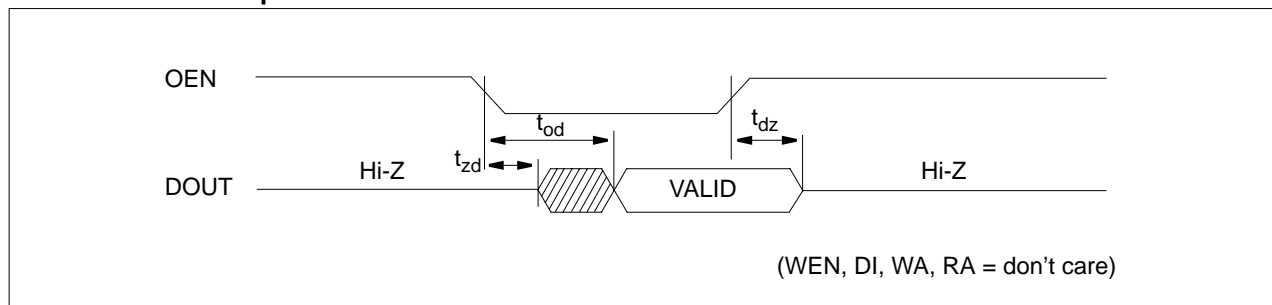 OEN
t_od
t_dz
t_zd
Hi-Z
DOUT
VALID
Hi-Z
(WEN, DI, WA, RA = don't care)